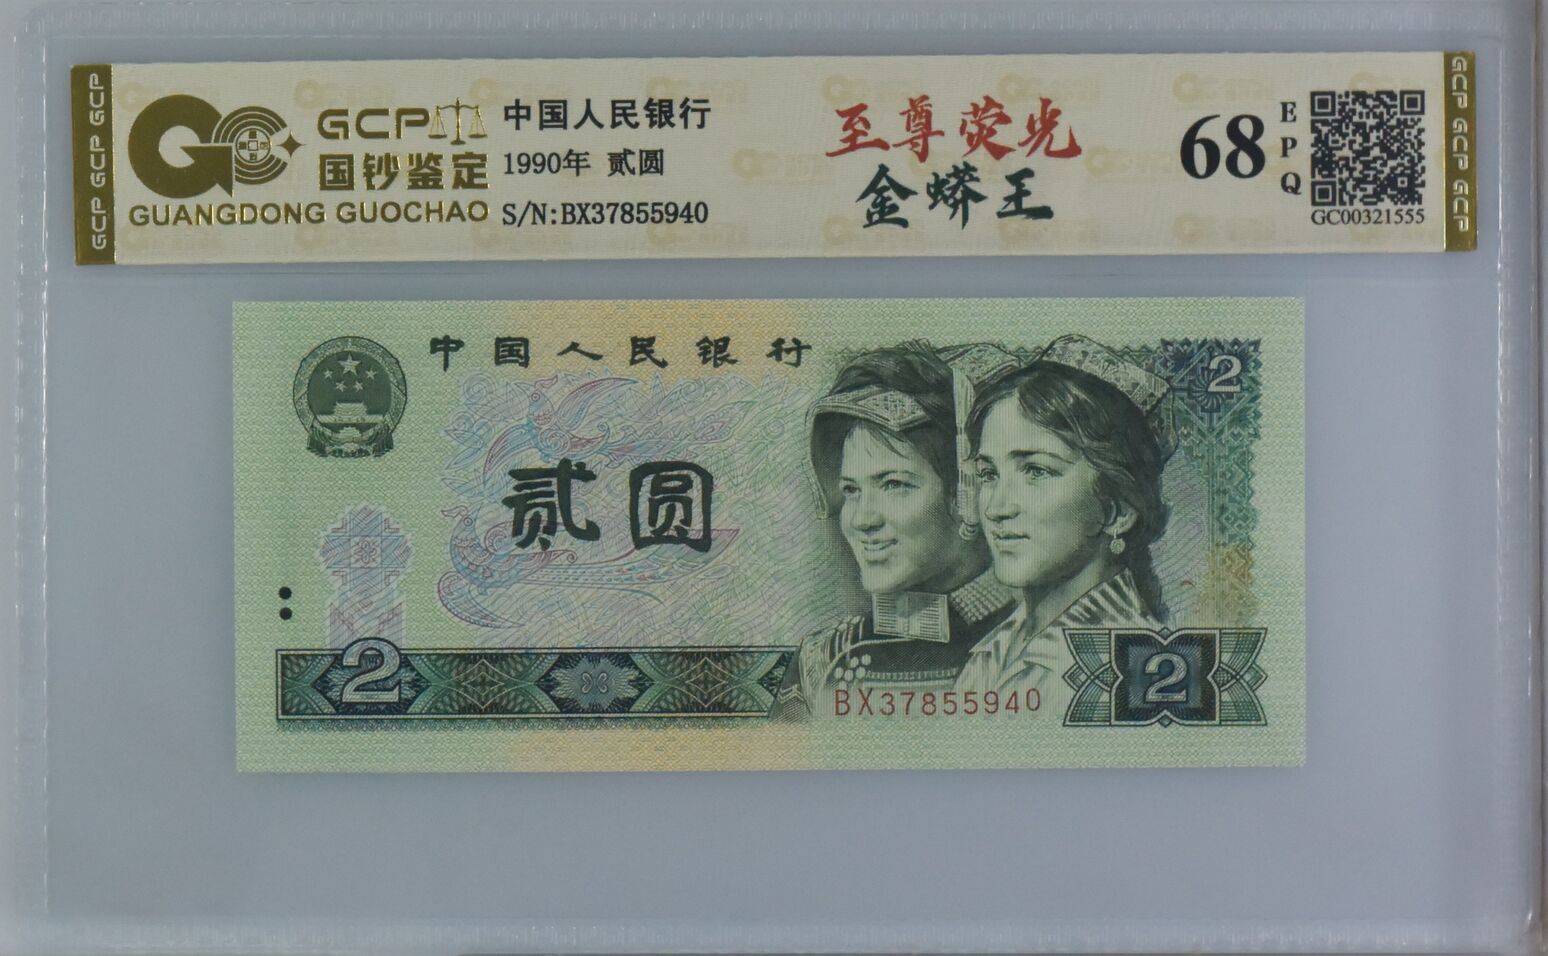 GCP GCP GCP
GCP
国钞鉴定
GUANGDONG GUOCHAO
中国人民银行
1990年 贰圆
S/N:BX37855940
至尊荧光
金蟒王
68
EPQ
GC00321555
GCP GCP GCP
中国人民银行
2
贰圆
2
BX37855940
2